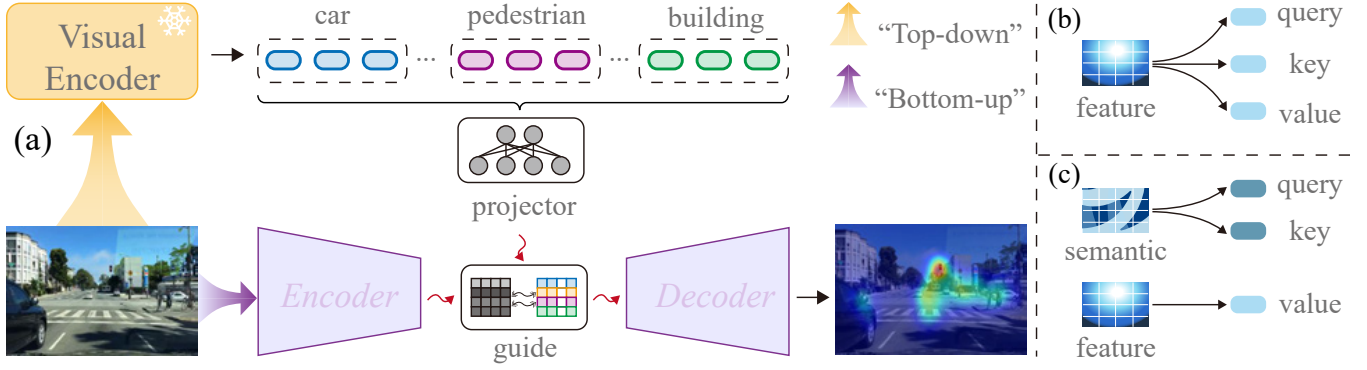 car
pedestrian
building
Visual
Encoder
...
...
"Top-down"
"Bottom-up"
(a)
projector
Encoder
Decoder
guide
(b)
query
key
value
feature
(c)
query
key
semantic
value
feature